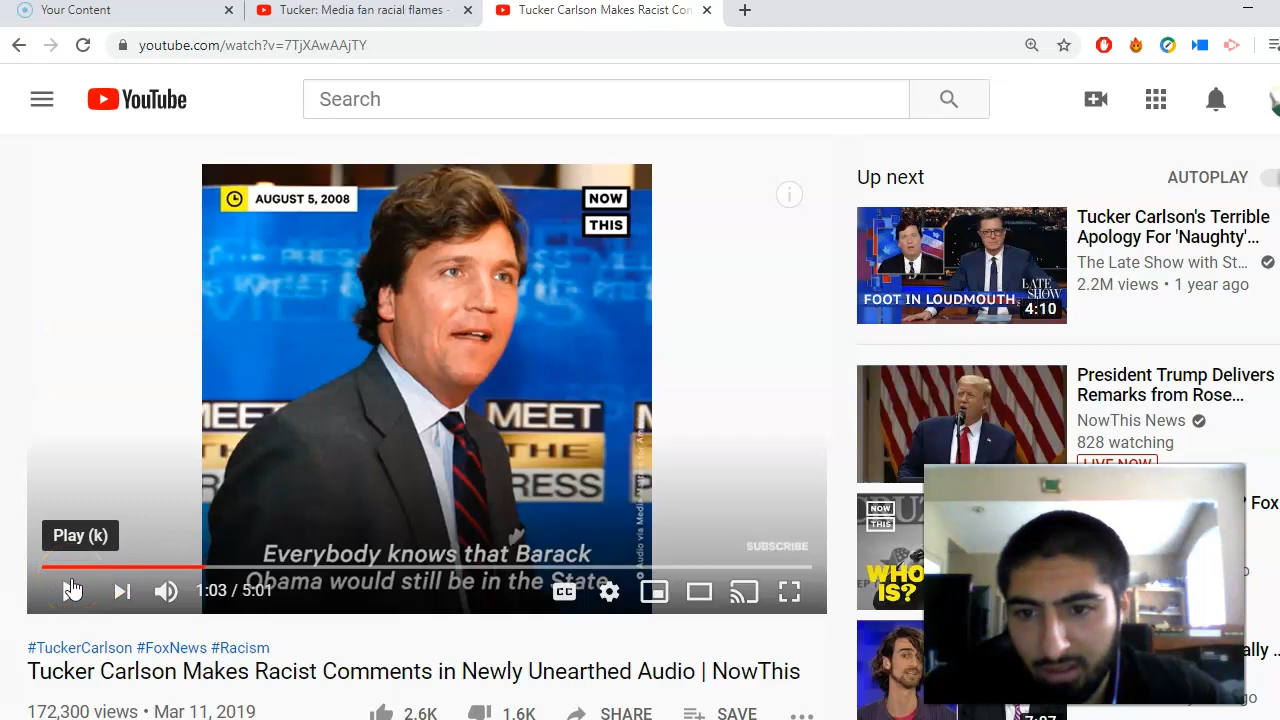 Your Content
Tucker: Media fan racial flames -
Tucker Carlson Makes Racist Con
youtube.com/watch?v=7TjXAwAAjTY
YouTube
Search
AUGUST 5, 2008
NOW
THIS
MEET
THE
PRESS
Everybody knows that Barack
Obama would still be in the State
SUBSCRIBE
Play (k)
1:03 / 5:01
CC
#TuckerCarlson #FoxNews #Racism
Tucker Carlson Makes Racist Comments in Newly Unearthed Audio | NowThis
172,300 views • Mar 11, 2019
2.6K
1.6K
SHARE
SAVE
Up next
AUTOPLAY
FOOT IN LOUDMOUTH
LATE
SHOW
4:10
Tucker Carlson's Terrible
Apology For 'Naughty'...
The Late Show with St...
2.2M views • 1 year ago
President Trump Delivers
Remarks from Rose...
NowThis News
828 watching
LIVE NOW
NOW
THIS
WHO
IS?
Fox